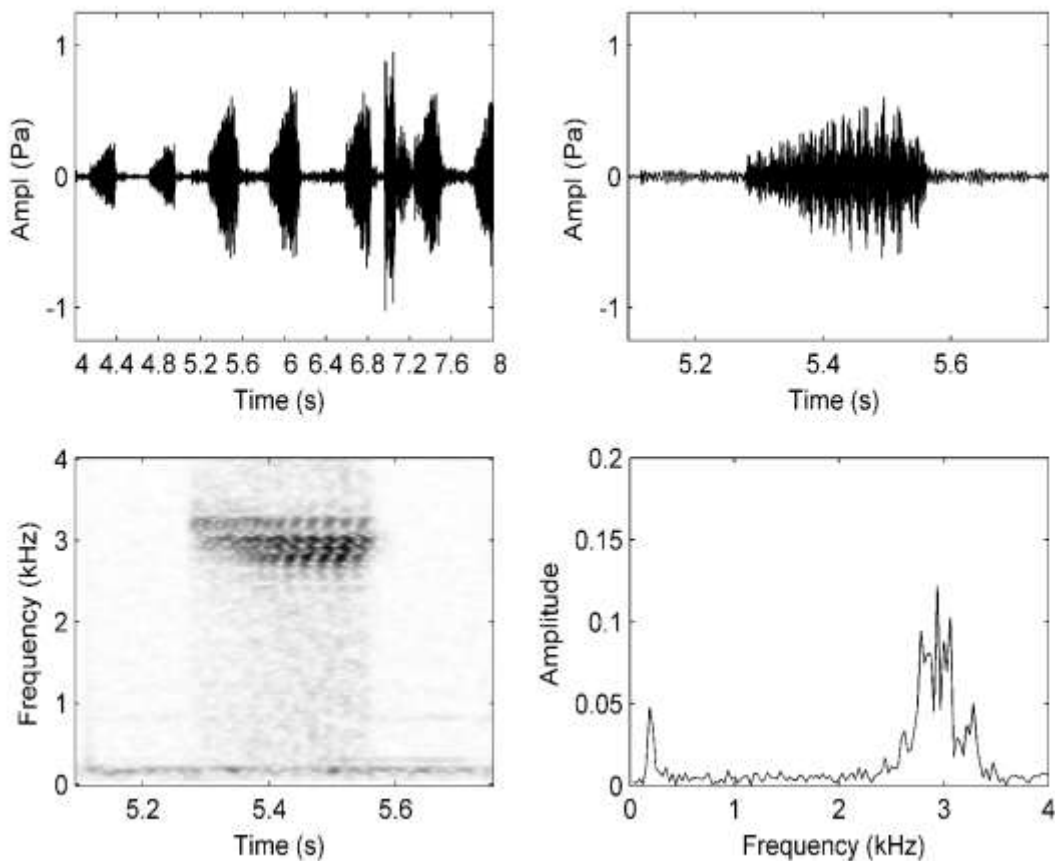 1
0
-1
Ampl (Pa)
4 4.4 4.8 5.2 5.6 6 6.4 6.8 7.2 7.6 8
Time (s)
1
0
-1
Ampl (Pa)
5.2 5.4 5.6
Time (s)
4
3
2
1
0
Frequency (kHz)
5.2 5.4 5.6
Time (s)
0.2
0.15
0.1
0.05
0
Amplitude
0 1 2 3 4
Frequency (kHz)